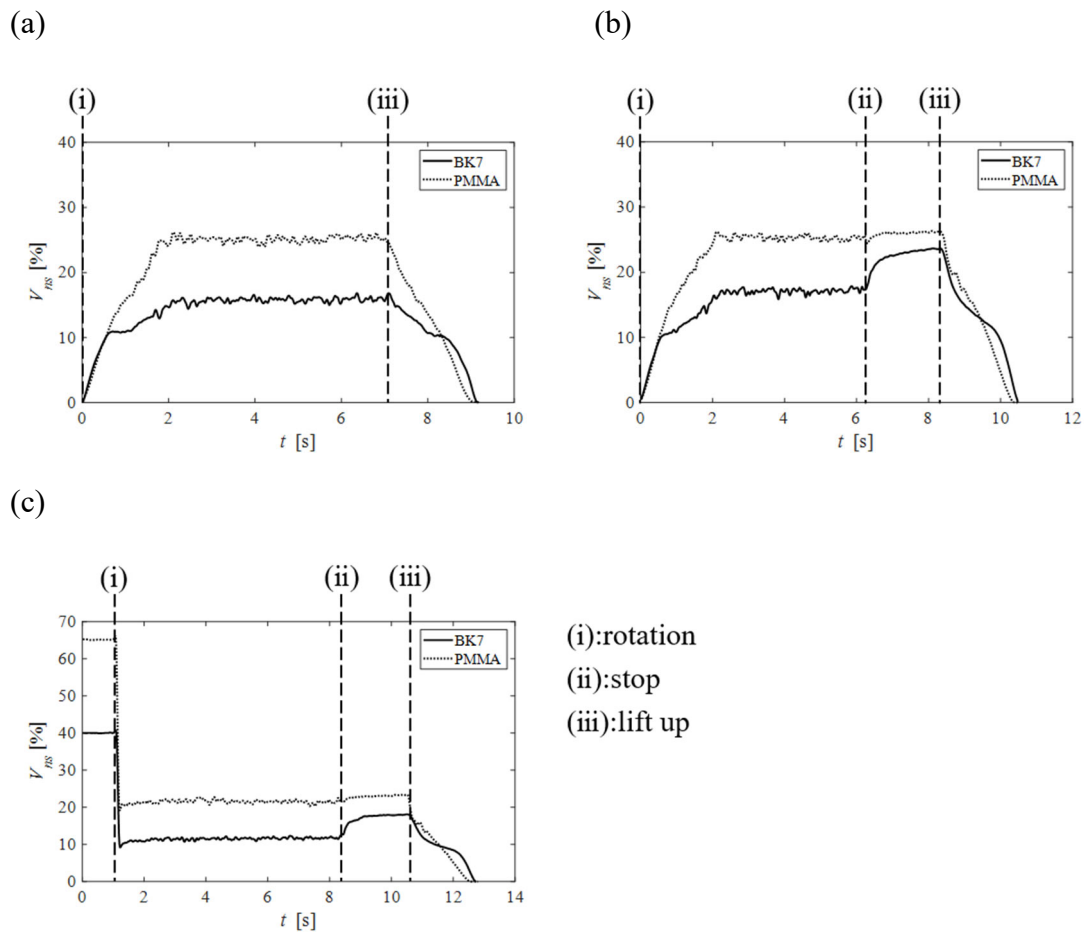 (a)
(i)
(iii)
40
30
20
10
0
V_ns [%]
BK7
PMMA
0 2 4 6 8 10
t [s]
(b)
(i)
(ii)
(iii)
40
30
20
10
0
V_ns [%]
BK7
PMMA
0 2 4 6 8 10 12
t [s]
(c)
(i)
(ii)
(iii)
70
60
50
40
30
20
10
0
V_ns [%]
BK7
PMMA
0 2 4 6 8 10 12 14
t [s]
(i):rotation
(ii):stop
(iii):lift up